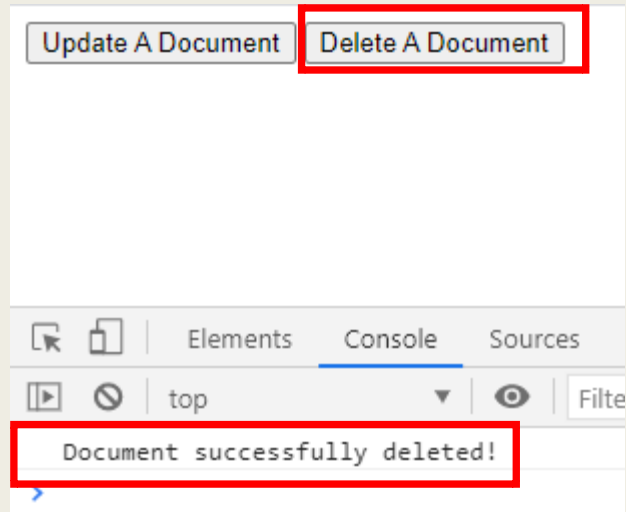 Update A Document Delete A Document
Elements Console Sources
top Filte
Document successfully deleted!